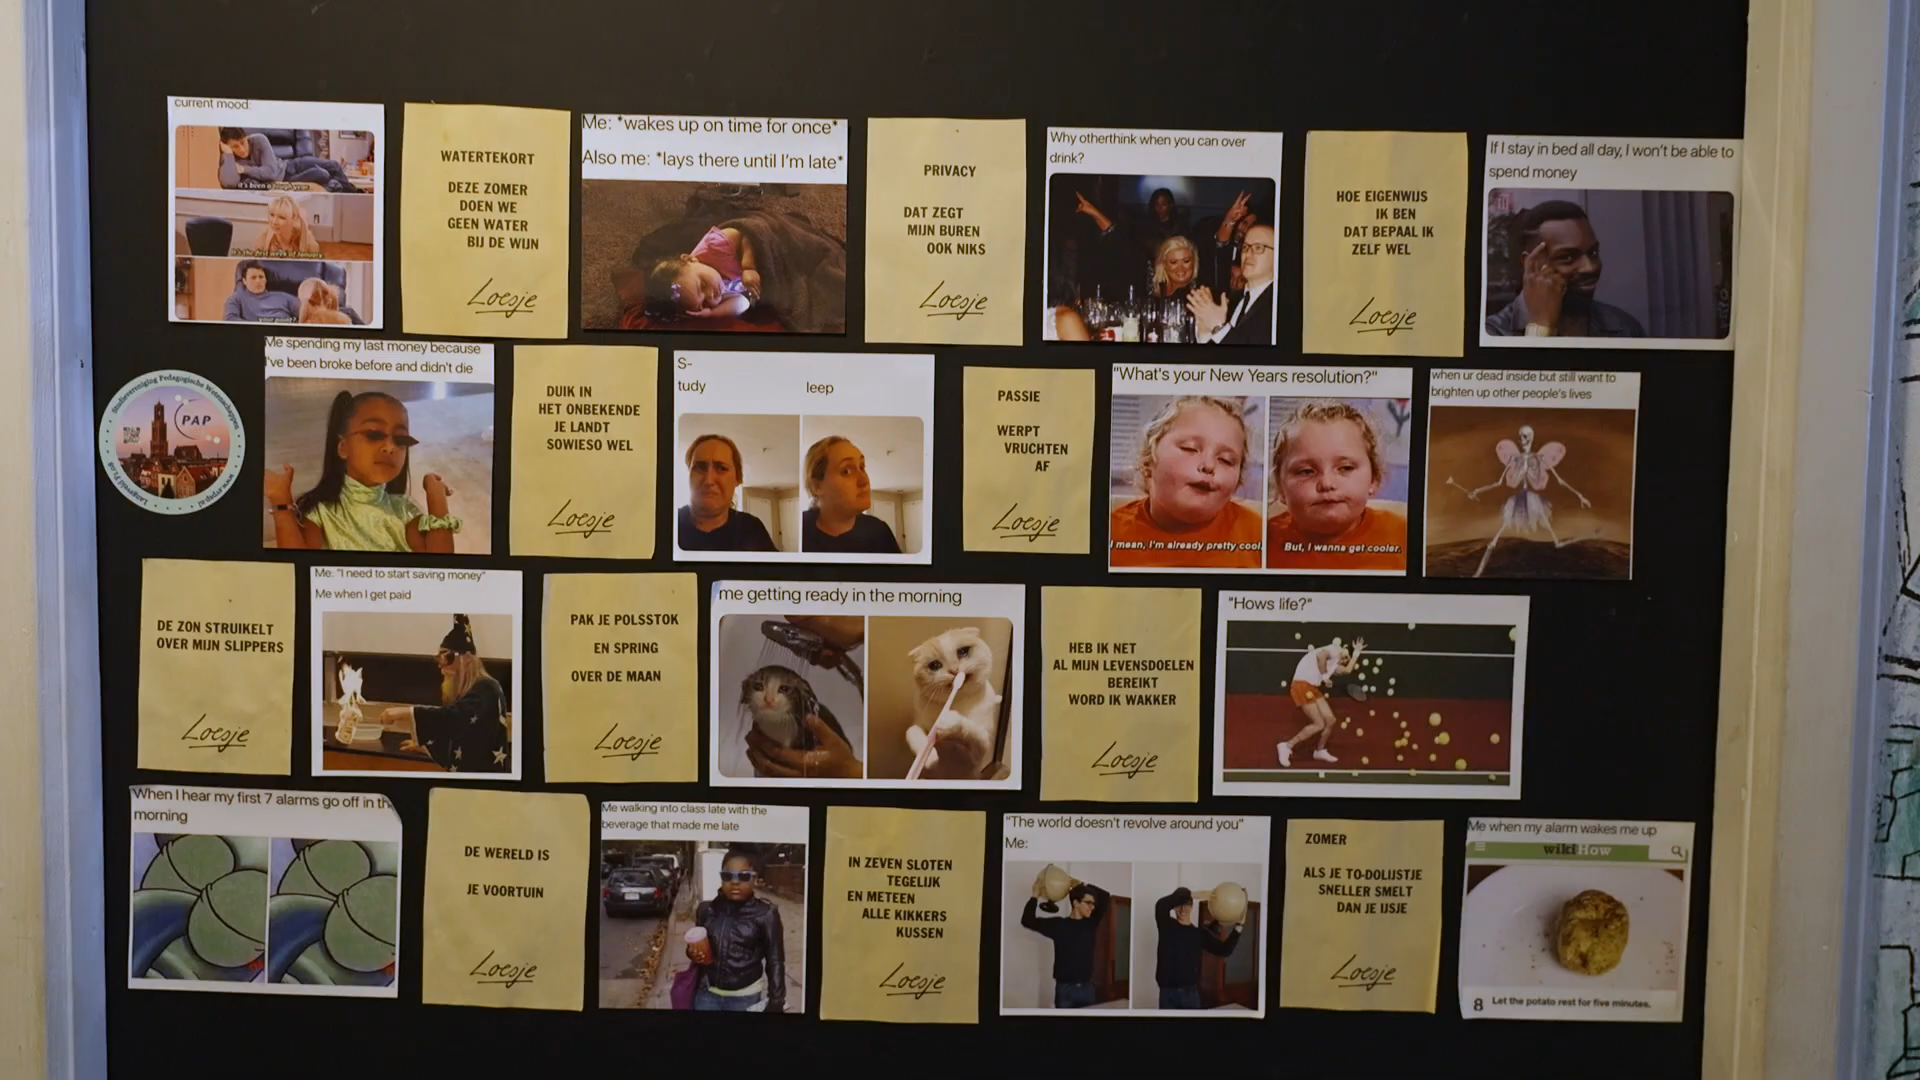 current mood:
it's been a rough year.
it's the first week of January.
your point?
WATERTEKORT
DEZE ZOMER
DOEN WE
GEEN WATER
BIJ DE WIJN
Loesje
Me: *wakes up on time for once*
Also me: *lays there until I'm late*
PRIVACY
DAT ZEGT
MIJN BUREN
OOK NIKS
Loesje
Why otherthink when you can over
drink?
HOE EIGENWIJS
IK BEN
DAT BEPAAL IK
ZELF WEL
Loesje
If I stay in bed all day, I won't be able to
spend money
Studievereniging Pedagogische Wetenschappen
PAP
Me spending my last money because
I've been broke before and didn't die
DUIK IN
HET ONBEKENDE
JE LANDT
SOWIESO WEL
Loesje
S-
tudy
leep
PASSIE
WERPT
VRUCHTEN
AF
Loesje
"What's your New Years resolution?"
I mean, I'm already pretty cool.
But, I wanna get cooler.
when ur dead inside but still want to
brighten up other people's lives
DE ZON STRUIKELT
OVER MIJN SLIPPERS
Loesje
Me: "I need to start saving money"
Me when I get paid
PAK JE POLSSTOK
EN SPRING
OVER DE MAAN
Loesje
me getting ready in the morning
HEB IK NET
AL MIJN LEVENSDOELEN
BEREIKT
WORD IK WAKKER
Loesje
"Hows life?"
When I hear my first 7 alarms go off in th
morning
DE WERELD IS
JE VOORTUIN
Loesje
Me walking into class late with the
beverage that made me late
IN ZEVEN SLOTEN
TEGELIJK
EN METEEN
ALLE KIKKERS
KUSSEN
Loesje
"The world doesn't revolve around you"
Me:
ZOMER
ALS JE TO-DOLIJSTJE
SNELLER SMELT
DAN JE IJSJE
Loesje
Me when my alarm wakes me up
wikiHow
8 Let the potato rest for five minutes.